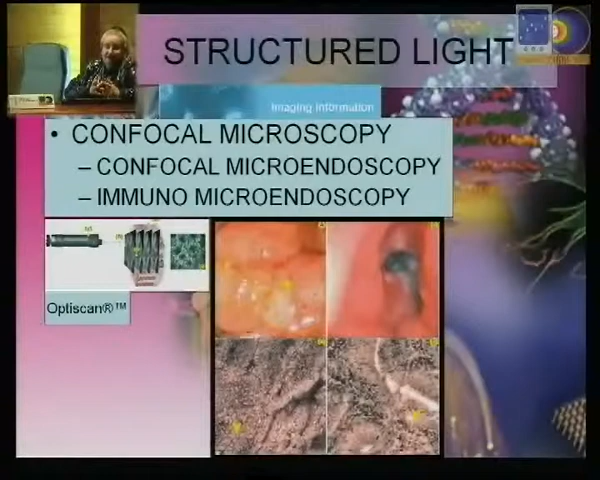 STRUCTURED LIGHT
Imaging Information
• CONFOCAL MICROSCOPY
– CONFOCAL MICROENDOSCOPY
– IMMUNO MICROENDOSCOPY
Optiscan®™